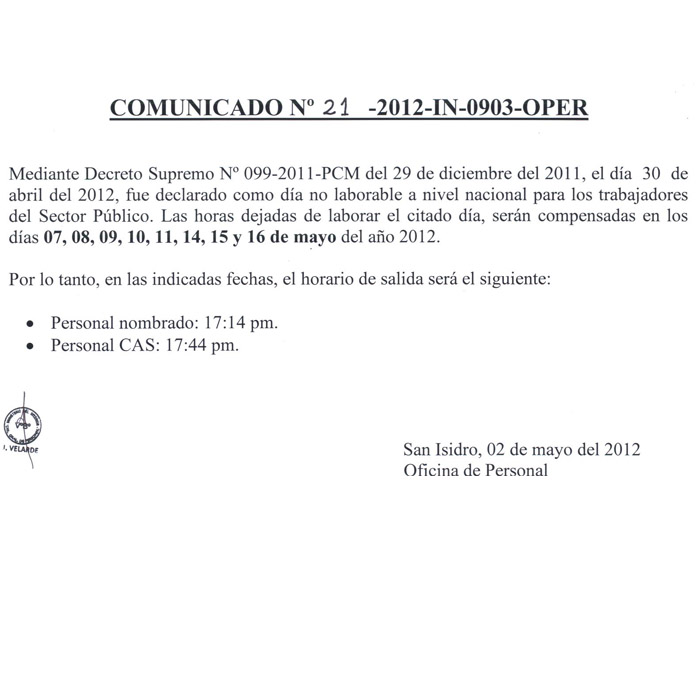 COMUNICADO Nº 21 -2012-IN-0903-OPER
Mediante Decreto Supremo Nº 099-2011-PCM del 29 de diciembre del 2011, el día 30 de
abril del 2012, fue declarado como día no laborable a nivel nacional para los trabajadores
del Sector Público. Las horas dejadas de laborar el citado día, serán compensadas en los
días 07, 08, 09, 10, 11, 14, 15 y 16 de mayo del año 2012.
Por lo tanto, en las indicadas fechas, el horario de salida será el siguiente:
• Personal nombrado: 17:14 pm.
• Personal CAS: 17:44 pm.
I. VELARDE
San Isidro, 02 de mayo del 2012
Oficina de Personal